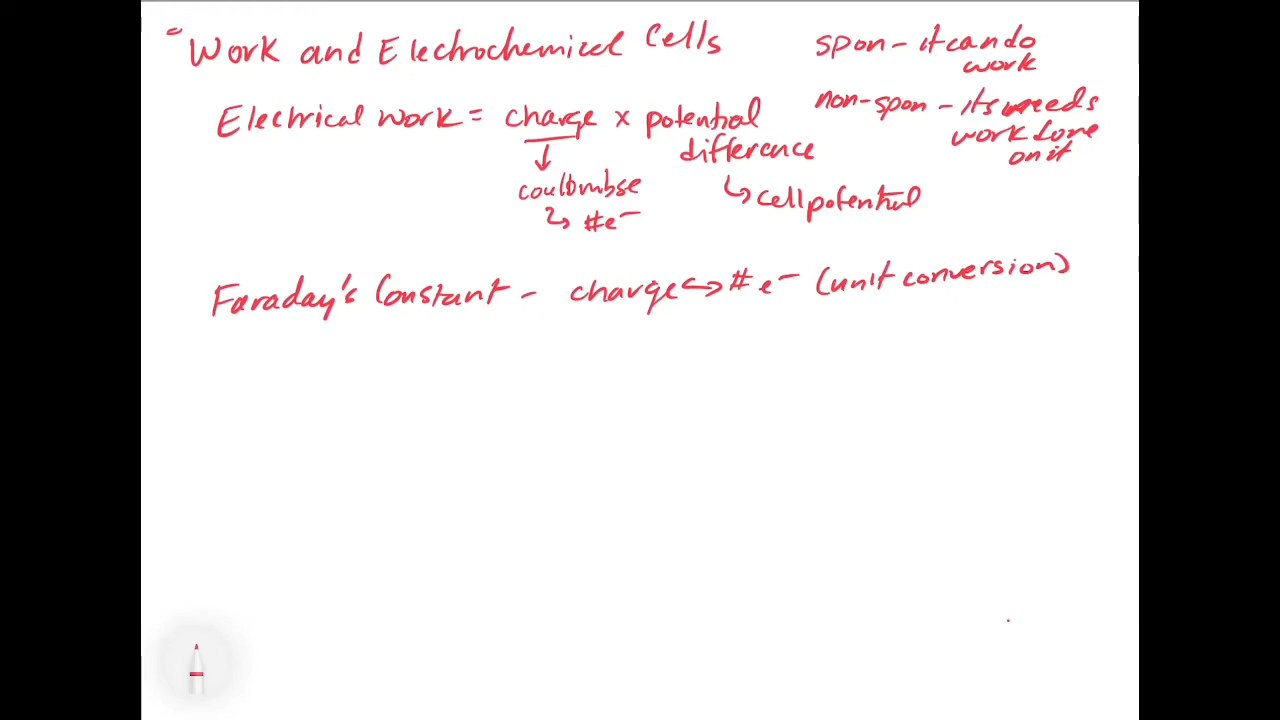 Work and Electrochemical Cells
spon - it can do
work
non-spon - its needs
work done
on it
Electrical work = charge x potential
difference
↓
coulombse
↳ #e⁻
↳ cell potential
Faraday's Constant - charge ↔ #e⁻ (unit conversion)